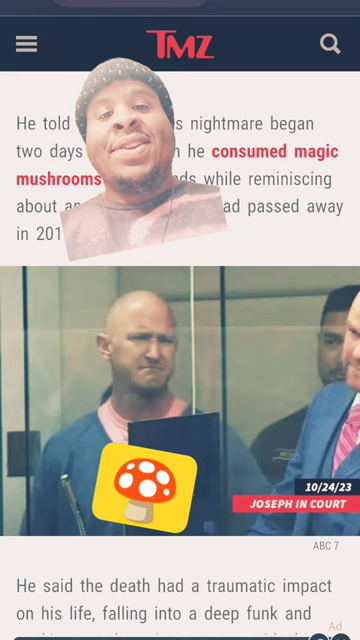 TMZ
He told s nightmare began
two days he consumed magic
mushrooms while reminiscing
about ad passed away
in 201
10/24/23
JOSEPH IN COURT
ABC 7
He said the death had a traumatic impact
on his life, falling into a deep funk and
Ad